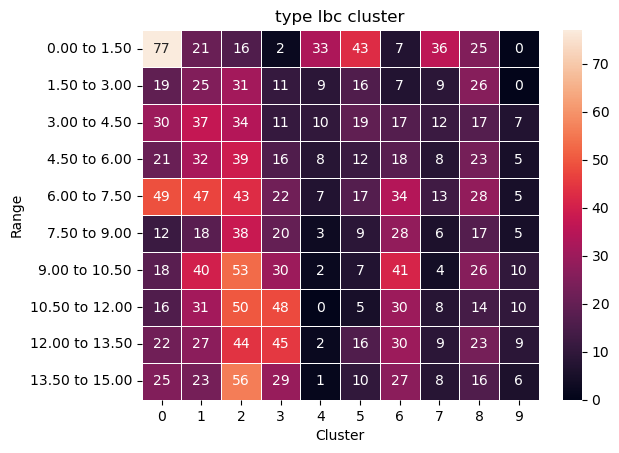 type Ibc cluster
0.00 to 1.50 77 21 16 2 33 43 7 36 25 0
1.50 to 3.00 19 25 31 11 9 16 7 9 26 0
3.00 to 4.50 30 37 34 11 10 19 17 12 17 7
4.50 to 6.00 21 32 39 16 8 12 18 8 23 5
6.00 to 7.50 49 47 43 22 7 17 34 13 28 5
7.50 to 9.00 12 18 38 20 3 9 28 6 17 5
9.00 to 10.50 18 40 53 30 2 7 41 4 26 10
10.50 to 12.00 16 31 50 48 0 5 30 8 14 10
12.00 to 13.50 22 27 44 45 2 16 30 9 23 9
13.50 to 15.00 25 23 56 29 1 10 27 8 16 6
0 1 2 3 4 5 6 7 8 9
Cluster
Range
70
60
50
40
30
20
10
0